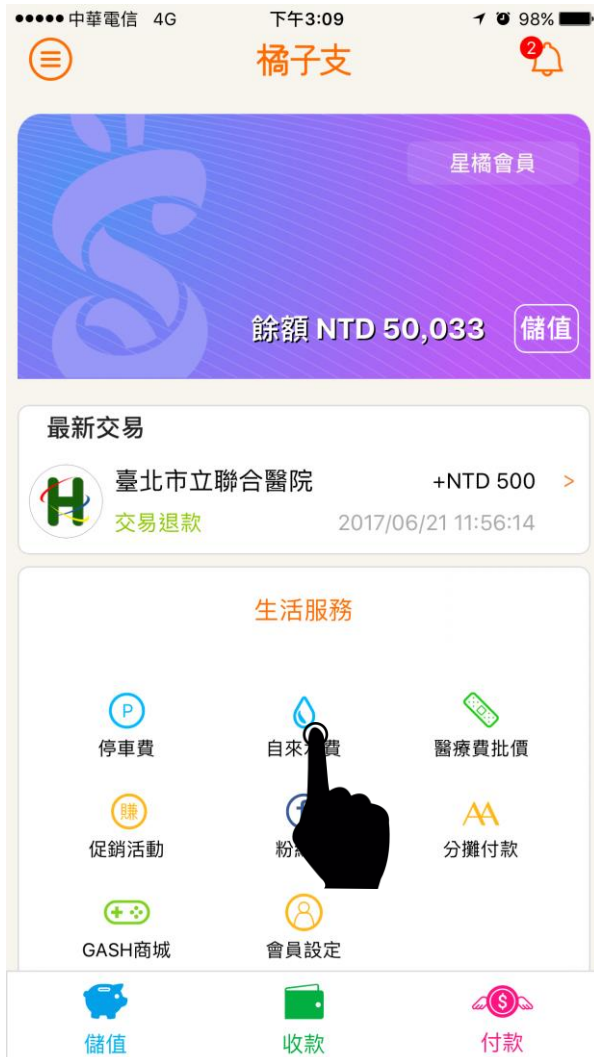 中華電信 4G 下午3:09 98%
橘子支
2
星橘會員
餘額 NTD 50,033 儲值
最新交易
臺北市立聯合醫院 +NTD 500 >
交易退款 2017/06/21 11:56:14
生活服務
P
停車費 自來 費 醫療費批價
賺 AA
促銷活動 粉 分攤付款
GASH商城 會員設定
$
儲值 收款 付款